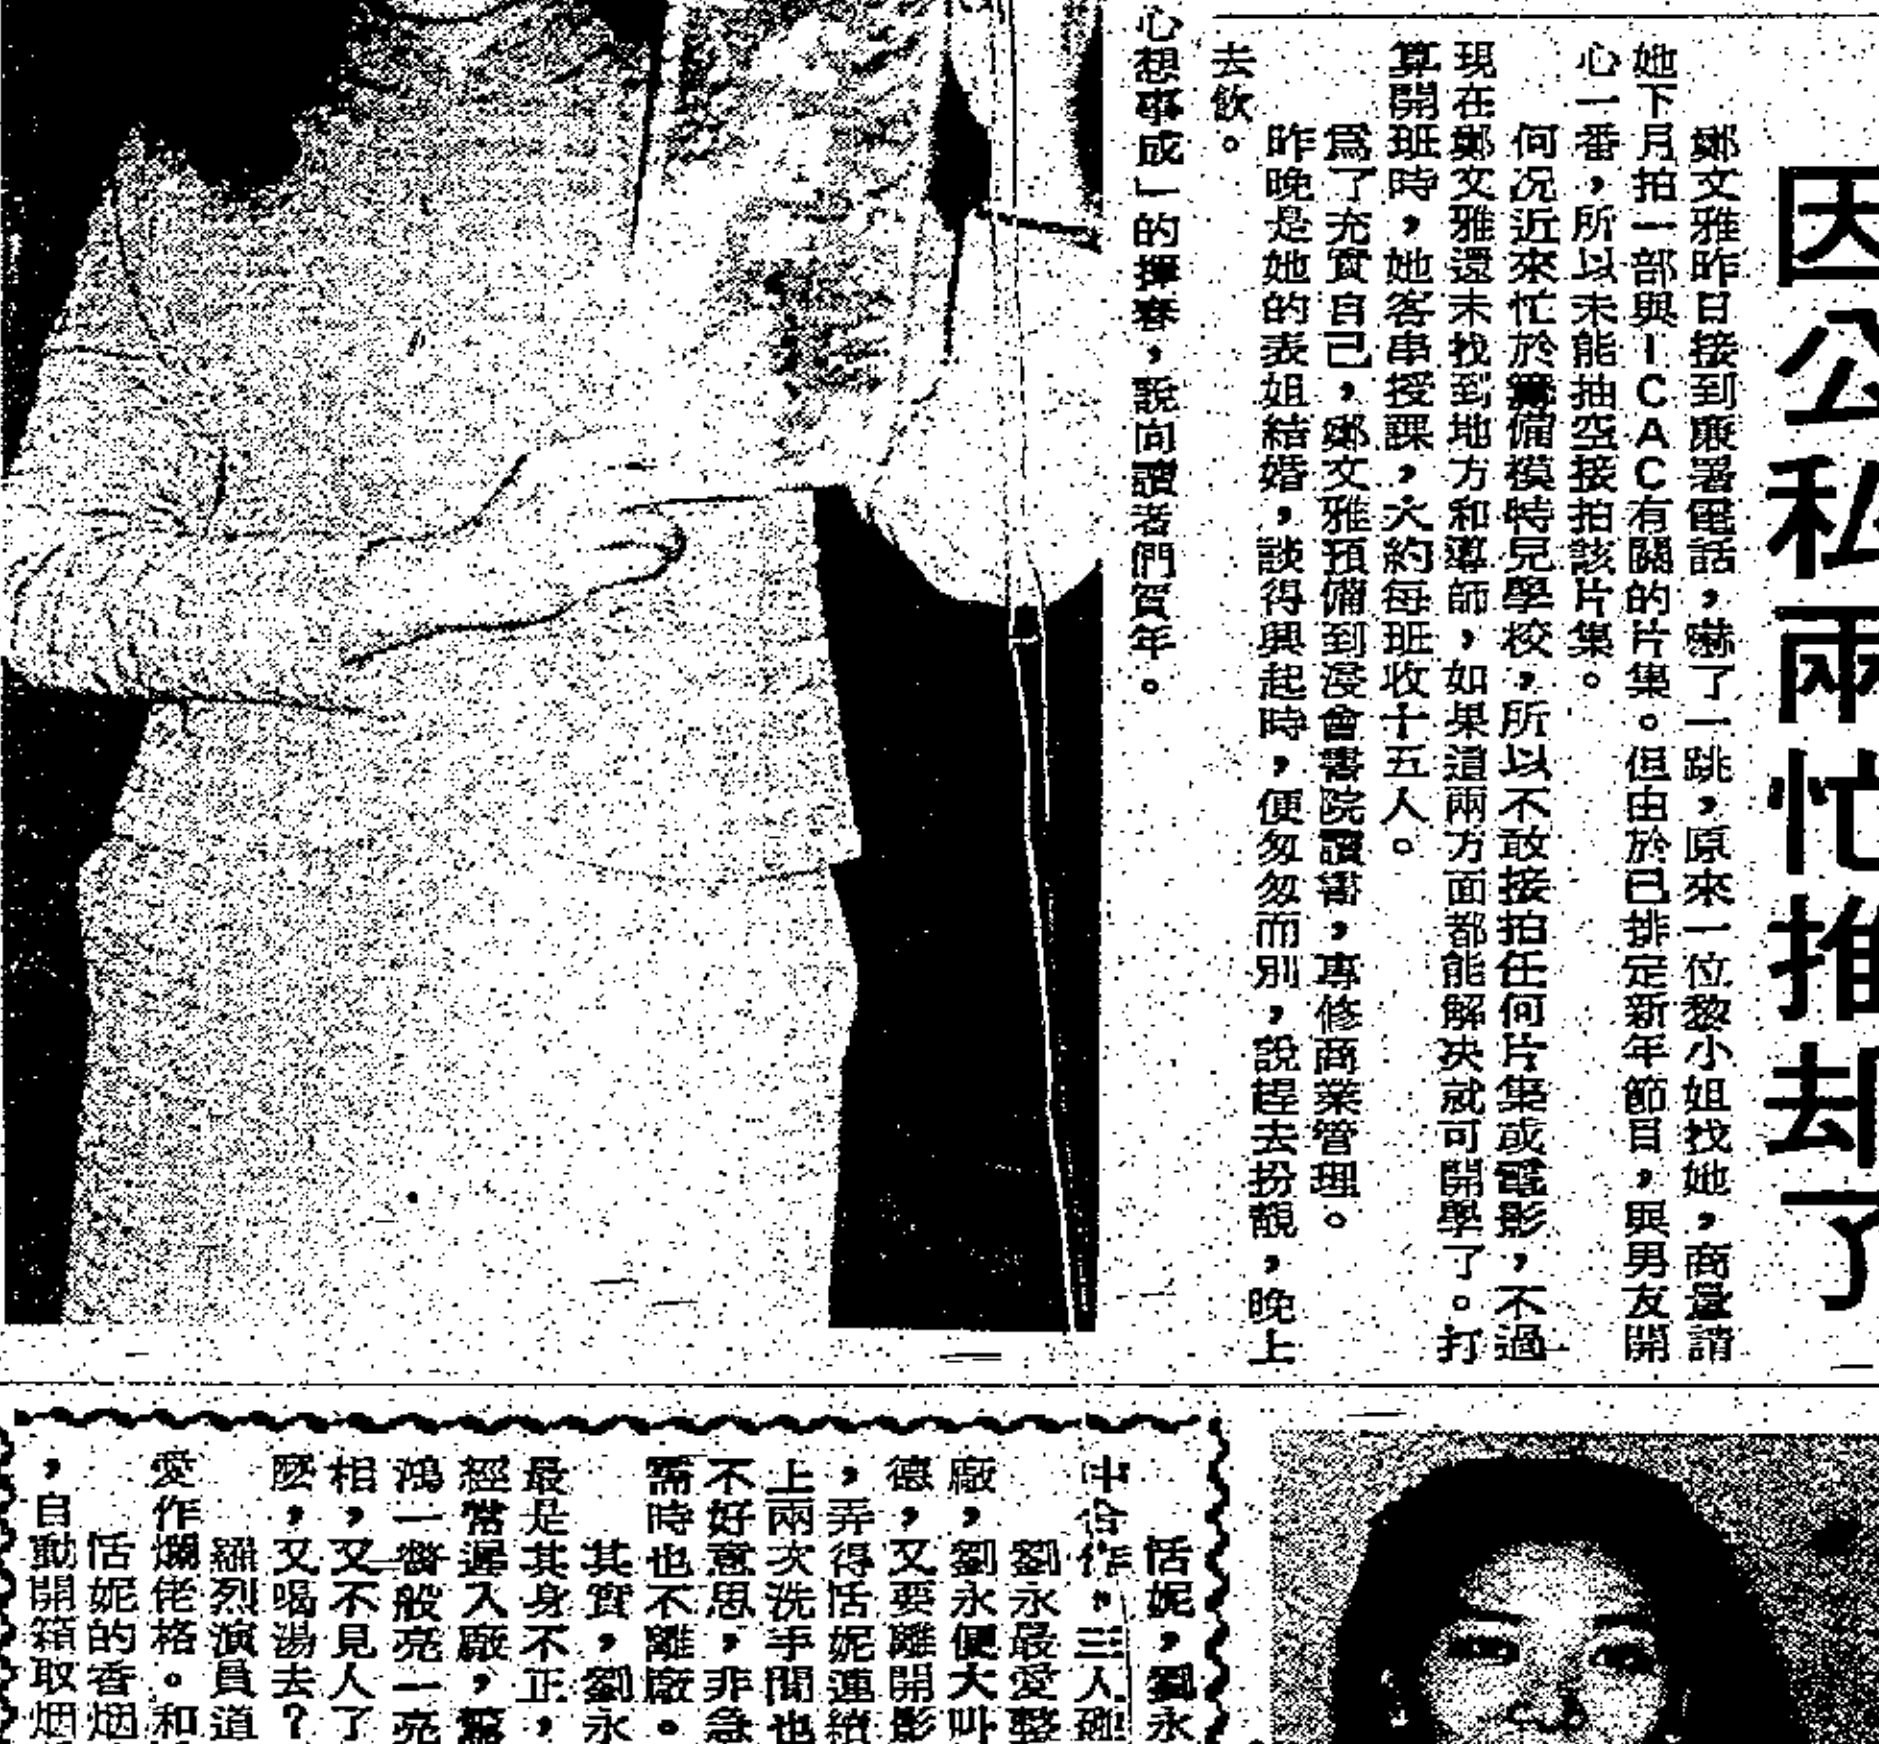 因公私兩忙推却了
鄭文雅昨日接到廉署電話，嚇了一跳，原來一位黎小姐找她，商量請
她下月拍一部與ICAC有關的片集。但由於已排定新年節目，與男友開
心一番，所以未能抽空接拍該片集。
何況近來忙於籌備模特兒學校，所以不敢接拍任何片集或電影，不過
現在鄭文雅還未找到地方和導師，如果這兩方面都能解決就可開學了。打
算開班時，她客串授課，大約每班收十五人。
為了充實自己，鄭文雅預備到浸會書院讀書，專修商業管理。
昨晚是她的表姐結婚，談得興起時，便匆匆而別，說趕去扮靚，晚上
去飲。
心想事成」的揮春，說向讀者們賀年。
恬妮，劉永
中合作，三人
劉永最愛整
廠，劉永便大叫
德，又要離開影
，弄得恬妮連續
上兩次洗手間也
不好意思，非急
需時也不離廠。
其實，劉永
最是其身不正，
經常遲入廠，
鴻一徹般亮一亮
相，又不見人了
麼，又喝湯去？
羅烈演員道
愛作爛佬格。和
恬妮的香烟
，自動開箱取烟